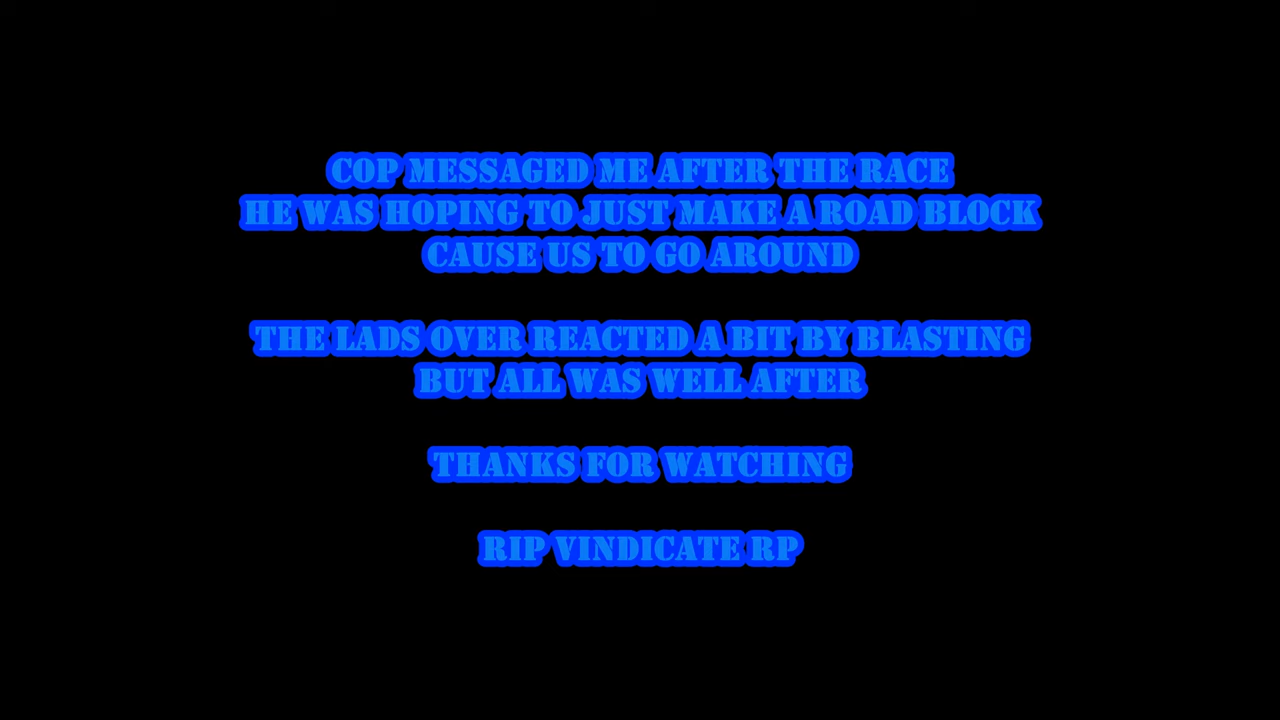 COP MESSAGED ME AFTER THE RACE
HE WAS HOPING TO JUST MAKE A ROAD BLOCK
CAUSE US TO GO AROUND
THE LADS OVER REACTED A BIT BY BLASTING
BUT ALL WAS WELL AFTER
THANKS FOR WATCHING
RIP VINDICATE RP